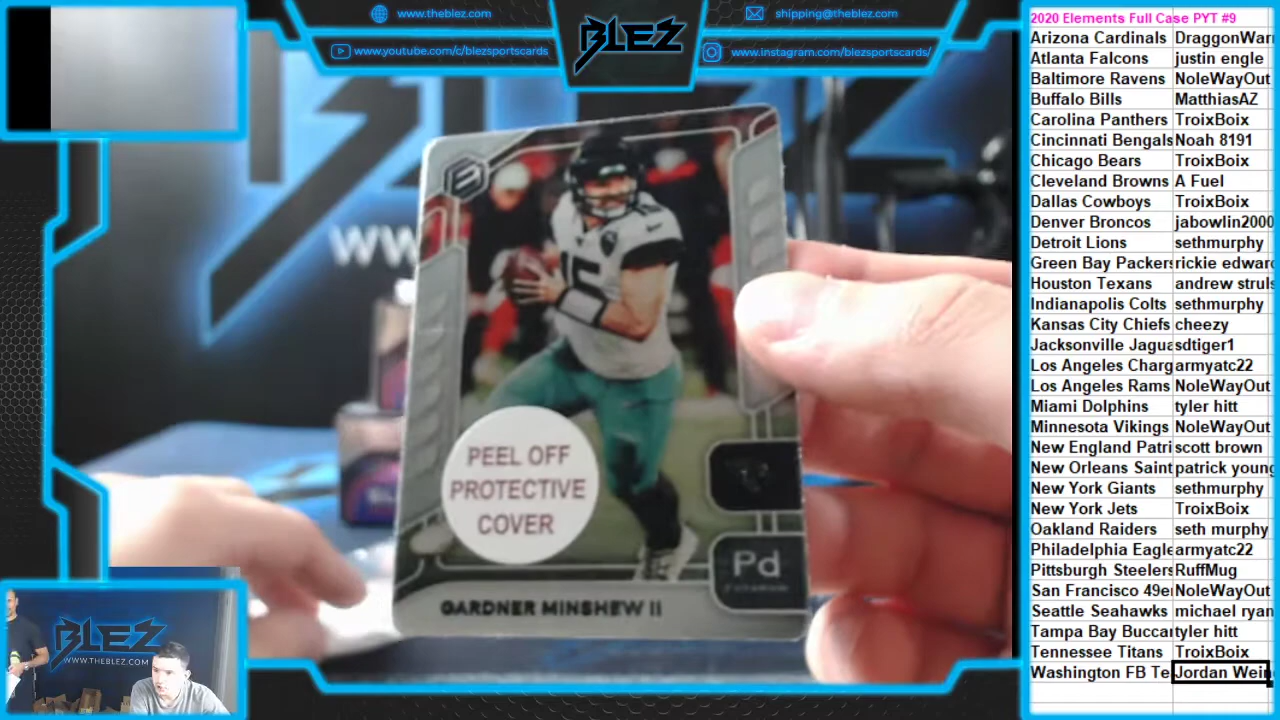 www.theblez.com
www.youtube.com/c/blezsportscards/
BLEZ
shipping@theblez.com
www.instagram.com/blezsportscards/
WW
15
PEEL OFF
PROTECTIVE
COVER
Pd
GARDNER MINSHEW II
BLEZ
WWW.THEBLEZ.COM
2020 Elements Full Case PYT #9
Arizona Cardinals DraggonWarr
Atlanta Falcons justin engle
Baltimore Ravens NoleWayOut
Buffalo Bills MatthiasAZ
Carolina Panthers TroixBoix
Cincinnati Bengals Noah 8191
Chicago Bears TroixBoix
Cleveland Browns A Fuel
Dallas Cowboys TroixBoix
Denver Broncos jabowlin2000
Detroit Lions sethmurphy
Green Bay Packers rickie edward
Houston Texans andrew struls
Indianapolis Colts sethmurphy
Kansas City Chiefs cheezy
Jacksonville Jagua sdtiger1
Los Angeles Charg armyatc22
Los Angeles Rams NoleWayOut
Miami Dolphins tyler hitt
Minnesota Vikings NoleWayOut
New England Patri scott brown
New Orleans Saint patrick young
New York Giants sethmurphy
New York Jets TroixBoix
Oakland Raiders seth murphy
Philadelphia Eagle armyatc22
Pittsburgh Steelers RuffMug
San Francisco 49er NoleWayOut
Seattle Seahawks michael ryan
Tampa Bay Buccar tyler hitt
Tennessee Titans TroixBoix
Washington FB Te Jordan Wein